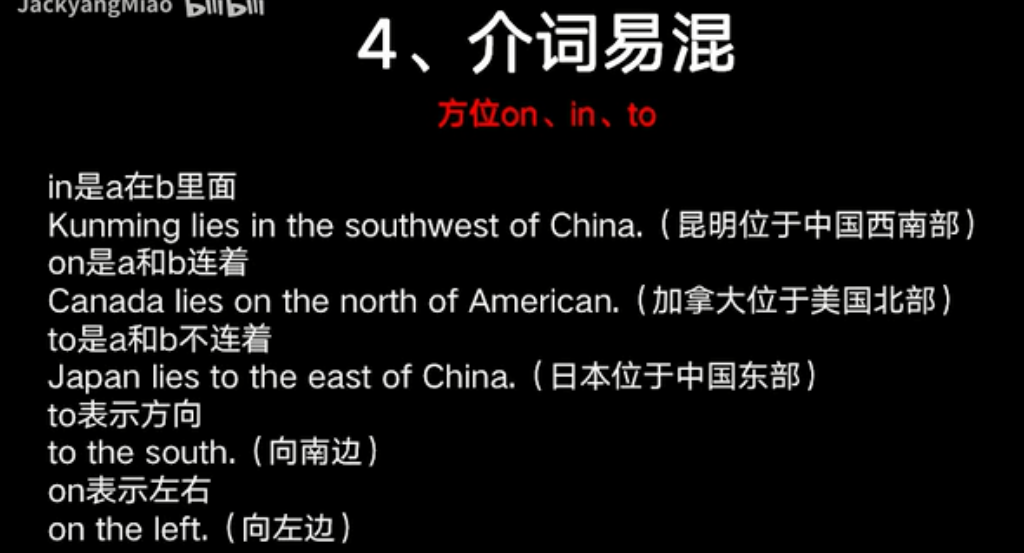 JackyangMiao bilibili
4、介词易混
方位on、in、to
in是a在b里面
Kunming lies in the southwest of China.（昆明位于中国西南部）
on是a和b连着
Canada lies on the north of American.（加拿大位于美国北部）
to是a和b不连着
Japan lies to the east of China.（日本位于中国东部）
to表示方向
to the south.（向南边）
on表示左右
on the left.（向左边）